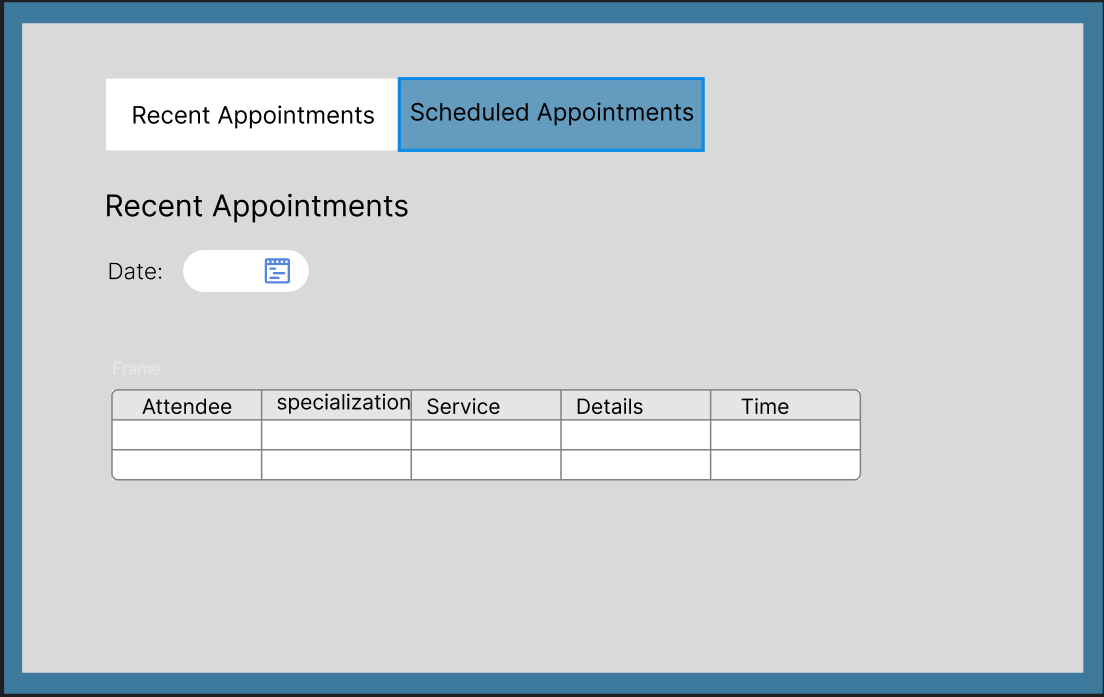 Recent Appointments
Scheduled Appointments
Recent Appointments
Date:
Frame
Attendee specialization Service Details Time